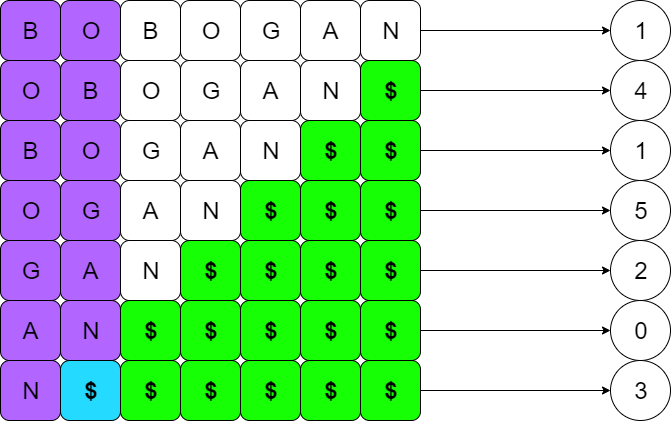 B O B O G A N 1
O B O G A N $ 4
B O G A N $ $ 1
O G A N $ $ $ 5
G A N $ $ $ $ 2
A N $ $ $ $ $ 0
N $ $ $ $ $ $ 3